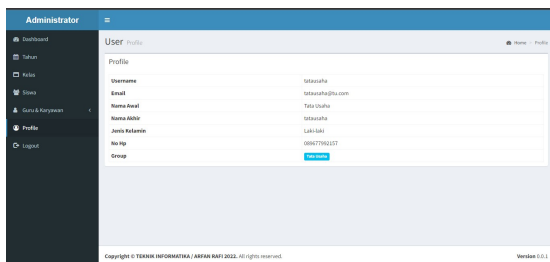 Administrator
Dashboard
Tahun
Kelas
Siswa
Guru & Karyawan
Profile
Logout
User Profile
Home Profile
Profile
Username tatausaha
Email tatausaha@tu.com
Nama Awal Tata Usaha
Nama Akhir tatausaha
Jenis Kelamin Laki-laki
No Hp 089677992157
Group Tata Usaha
Copyright © TEKNIK INFORMATIKA / ARFAN RAFI 2022. All rights reserved. Version 0.0.1